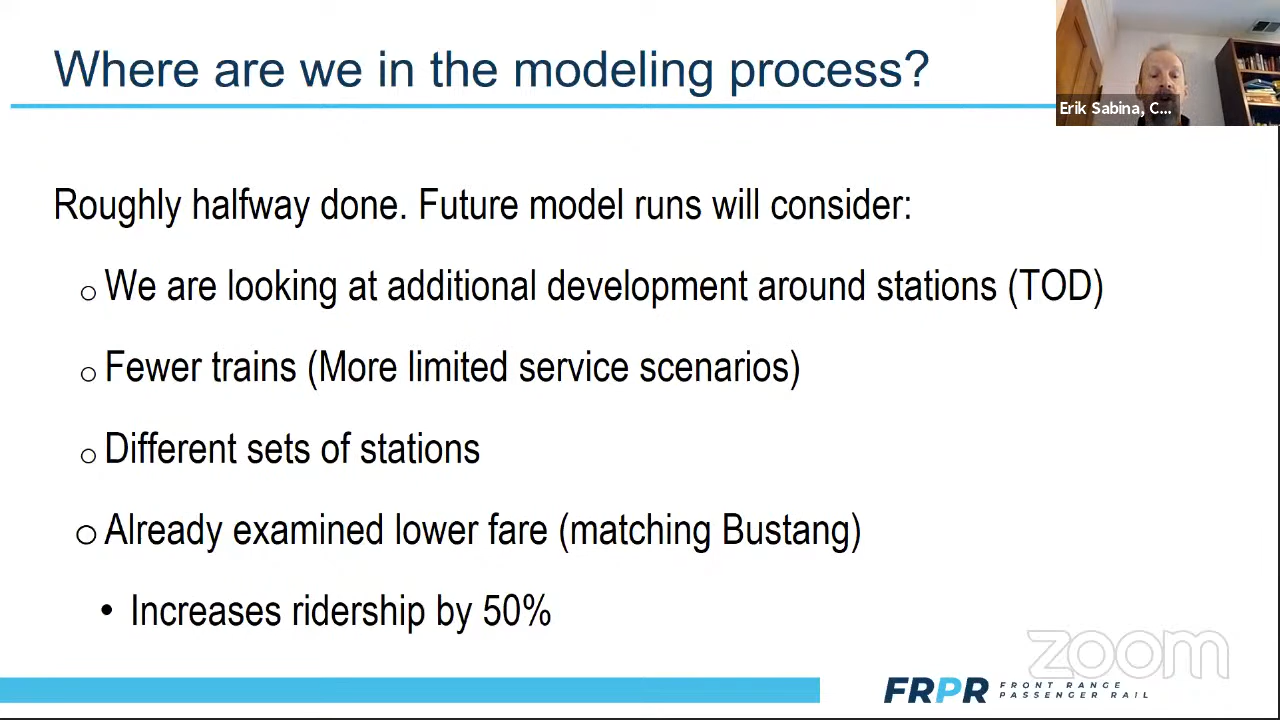 Where are we in the modeling process?
Erik Sabina, C...
Roughly halfway done. Future model runs will consider:
o We are looking at additional development around stations (TOD)
o Fewer trains (More limited service scenarios)
o Different sets of stations
o Already examined lower fare (matching Bustang)
• Increases ridership by 50%
zoom
FRPR FRONT RANGE
PASSENGER RAIL